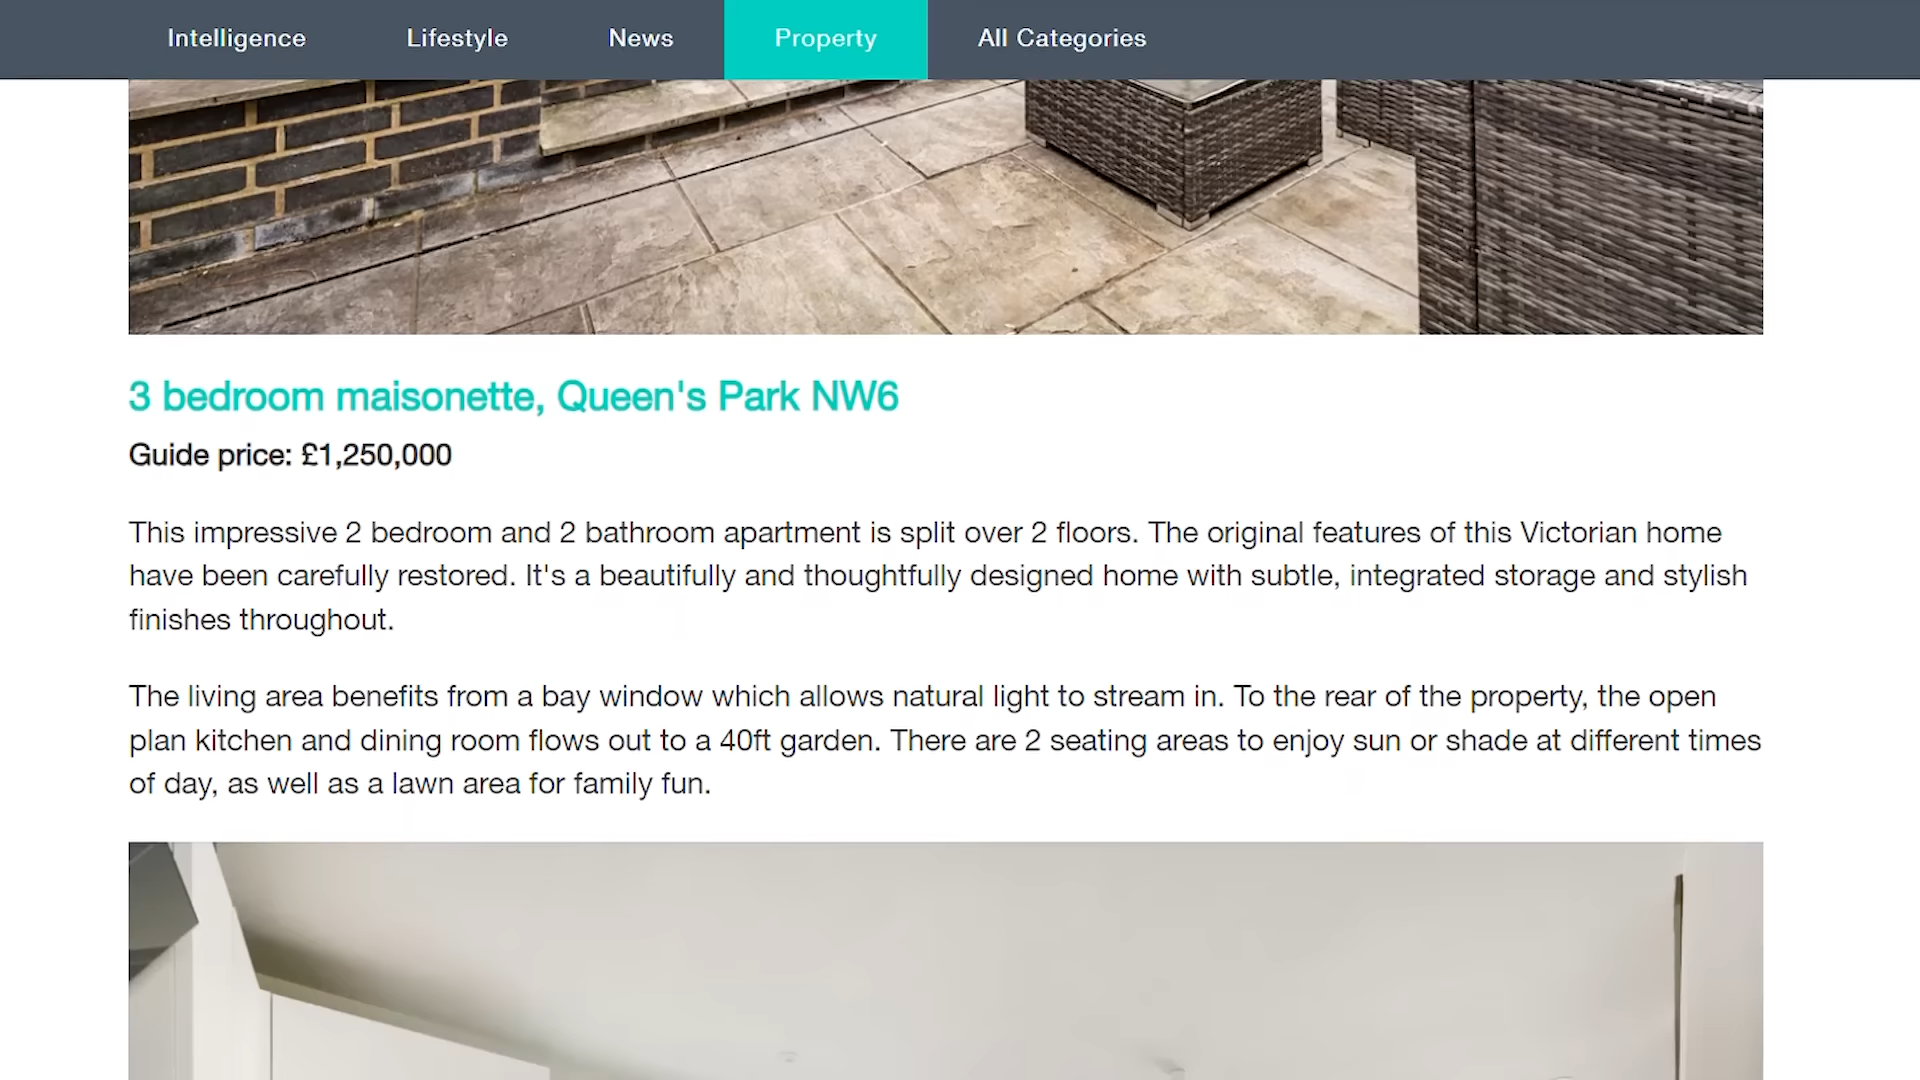 Intelligence Lifestyle News Property All Categories
3 bedroom maisonette, Queen's Park NW6
Guide price: £1,250,000
This impressive 2 bedroom and 2 bathroom apartment is split over 2 floors. The original features of this Victorian home
have been carefully restored. It's a beautifully and thoughtfully designed home with subtle, integrated storage and stylish
finishes throughout.
The living area benefits from a bay window which allows natural light to stream in. To the rear of the property, the open
plan kitchen and dining room flows out to a 40ft garden. There are 2 seating areas to enjoy sun or shade at different times
of day, as well as a lawn area for family fun.